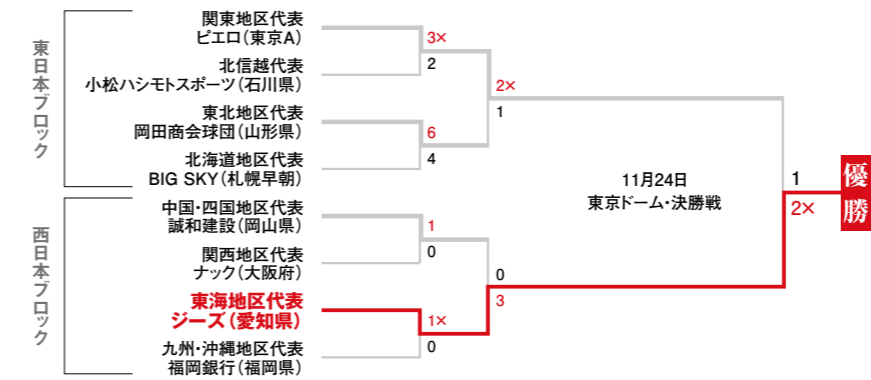 東日本ブロック
関東地区代表
ピエロ(東京A)
北信越代表
小松ハシモトスポーツ(石川県)
東北地区代表
岡田商会球団(山形県)
北海道地区代表
BIG SKY(札幌早朝)
3×
2
6
4
2×
1
西日本ブロック
中国・四国地区代表
誠和建設(岡山県)
関西地区代表
ナック(大阪府)
東海地区代表
ジーズ(愛知県)
九州・沖縄地区代表
福岡銀行(福岡県)
1
0
1×
0
0
3
11月24日
東京ドーム・決勝戦
1
2×
優勝